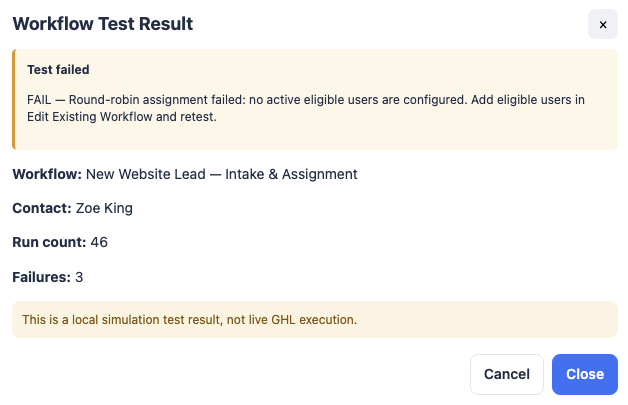 Workflow Test Result
×
Test failed
FAIL — Round-robin assignment failed: no active eligible users are configured. Add eligible users in
Edit Existing Workflow and retest.
Workflow: New Website Lead — Intake & Assignment
Contact: Zoe King
Run count: 46
Failures: 3
This is a local simulation test result, not live GHL execution.
Cancel Close